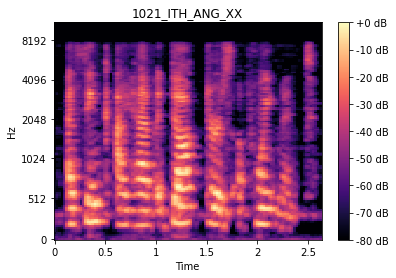 1021_ITH_ANG_XX
Hz
8192
4096
2048
1024
512
0
0
0.5
1
1.5
2
2.5
Time
+0 dB
-10 dB
-20 dB
-30 dB
-40 dB
-50 dB
-60 dB
-70 dB
-80 dB